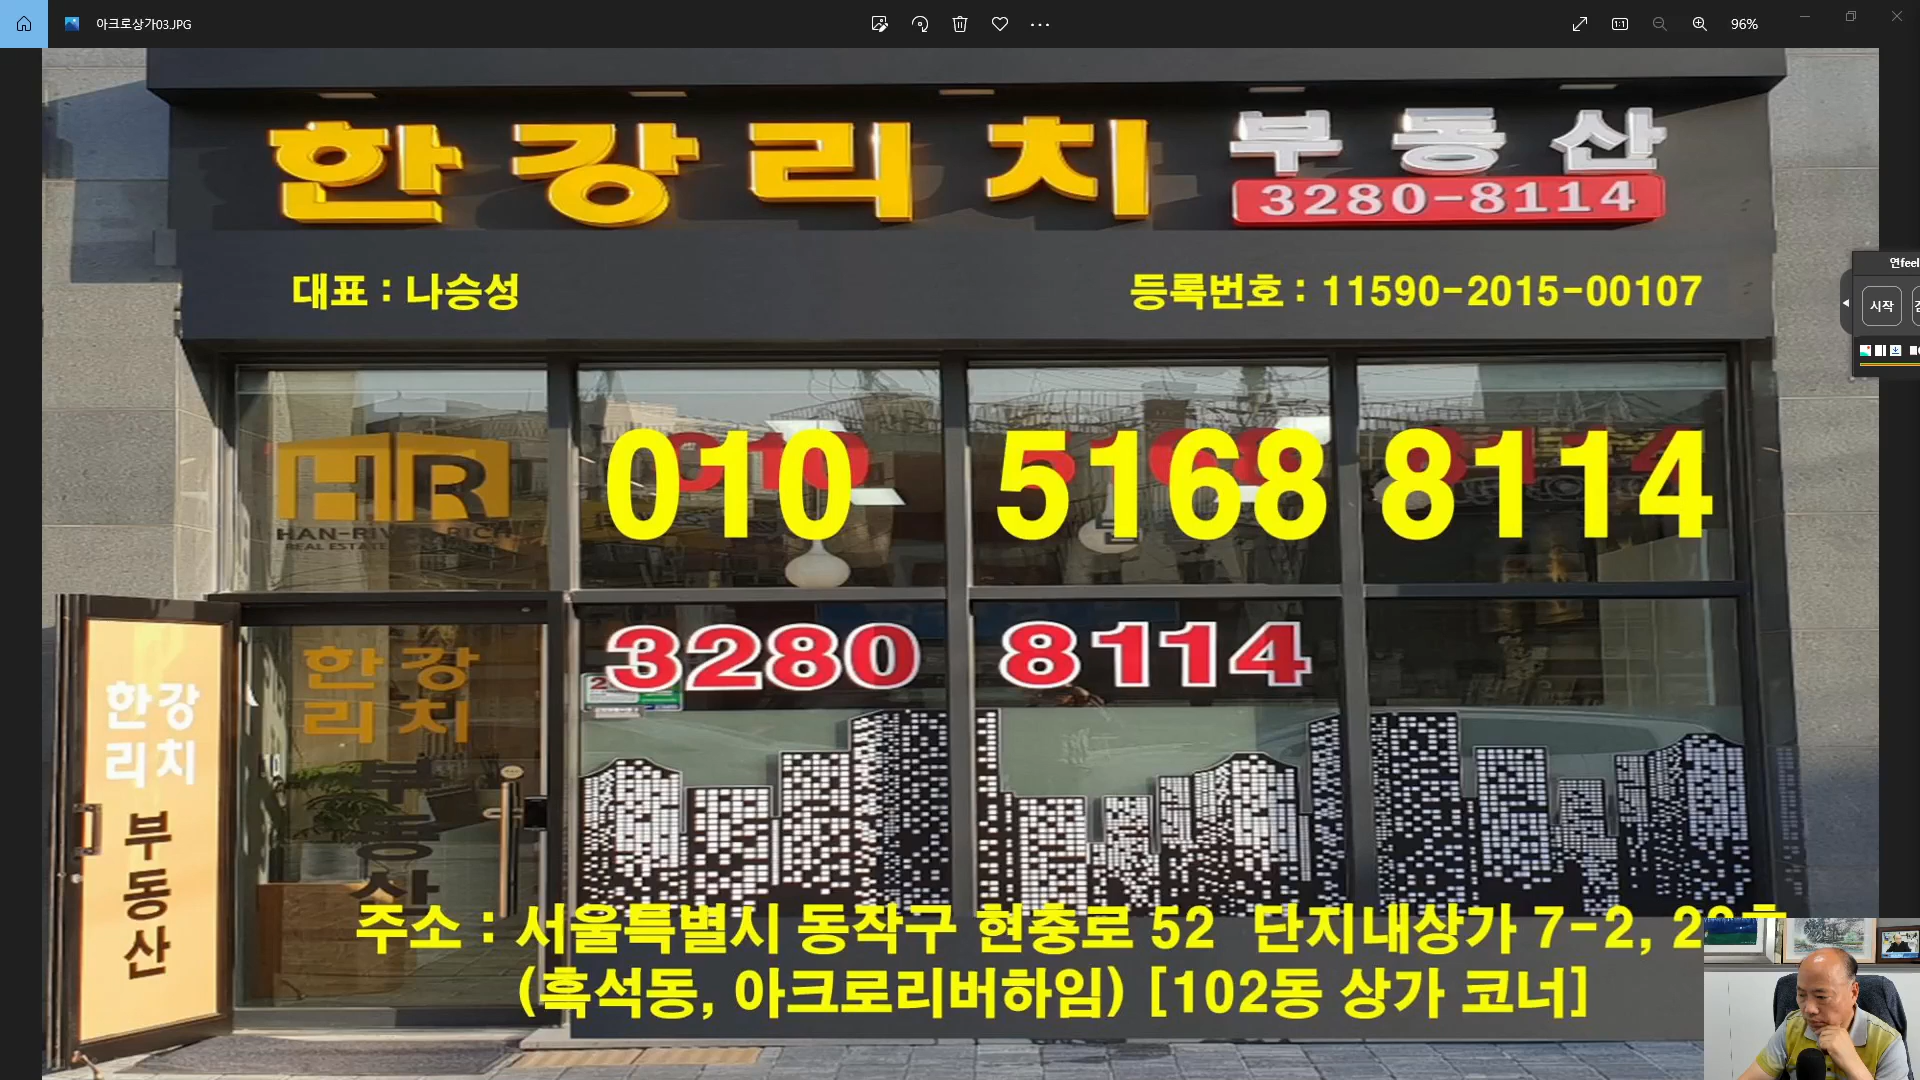 아크로상가03.JPG
96%
한강리치 부동산
3280-8114
대표 : 나승성
등록번호 : 11590-2015-00107
연feel
시작
HR
HAN-RIVER RICH
REAL ESTATE
010 5168 8114
3280 8114
한강
리치
부동산
한강
리치
부동산
주소 : 서울특별시 동작구 현충로 52 단지내상가 7-2,
(흑석동, 아크로리버하임) [102동 상가 코너]